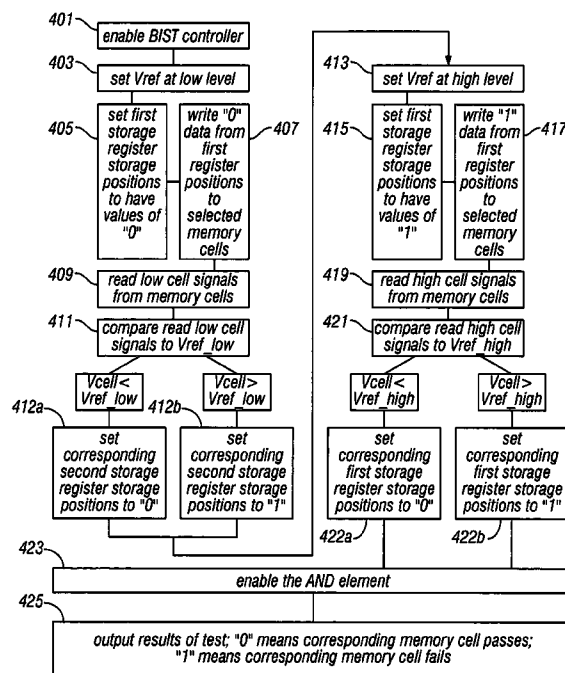 401
enable BIST controller
403
set Vref at low level
405
set first
storage
register
storage
positions
to have
values of
"0"
407
write "0"
data from
first
register
positions
to
selected
memory
cells
409
read low cell signals
from memory cells
411
compare read low cell
signals to Vref_low
Vcell<
Vref_low
Vcell>
Vref_low
412a
set
corresponding
second storage
register storage
positions to "0"
412b
set
corresponding
second storage
register storage
positions to "1"
413
set Vref at high level
415
set first
storage
register
storage
positions
to have
values of
"1"
417
write "1"
data from
first
register
positions
to
selected
memory
cells
419
read high cell signals
from memory cells
421
compare read high cell
signals to Vref_high
Vcell<
Vref_high
Vcell>
Vref_high
set
corresponding
first storage
register storage
positions to "0"
422a
set
corresponding
first storage
register storage
positions to "1"
422b
423
enable the AND element
425
output results of test; "0" means corresponding memory cell passes;
"1" means corresponding memory cell fails